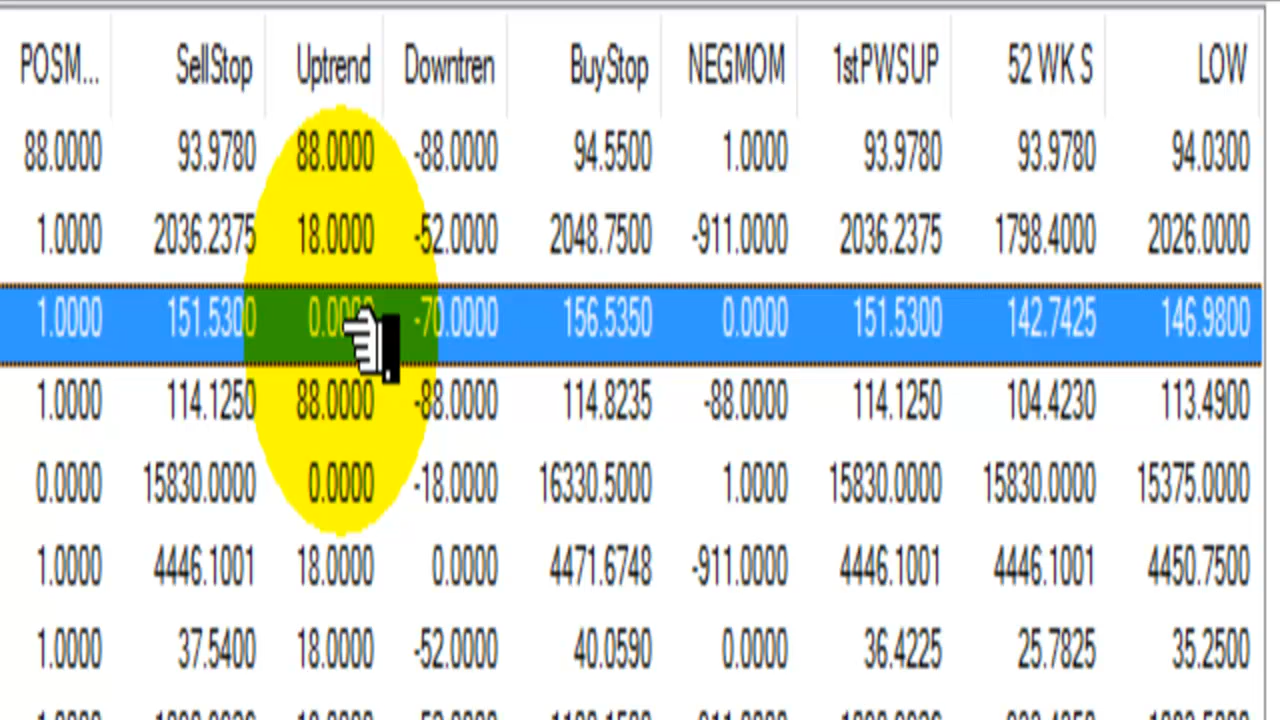 POSM... SellStop Uptrend Downtren BuyStop NEGMOM 1stPWSUP 52 WK S LOW
88.0000 93.9780 88.0000 -88.0000 94.5500 1.0000 93.9780 93.9780 94.0300
1.0000 2036.2375 18.0000 -52.0000 2048.7500 -911.0000 2036.2375 1798.4000 2026.0000
1.0000 151.5300 -70.0000 156.5350 0.0000 151.5300 142.7425 146.9800
1.0000 114.1250 88.0000 -88.0000 114.8235 -88.0000 114.1250 104.4230 113.4900
0.0000 15830.0000 0.0000 -18.0000 16330.5000 1.0000 15830.0000 15830.0000 15375.0000
1.0000 4446.1001 18.0000 0.0000 4471.6748 -911.0000 4446.1001 4446.1001 4450.7500
1.0000 37.5400 18.0000 -52.0000 40.0590 0.0000 36.4225 25.7825 35.2500